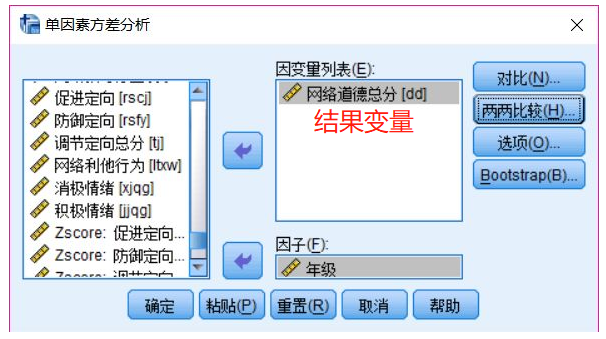 单因素方差分析
因变量列表(E):
促进定向 [rscj]
防御定向 [rsfy]
调节定向总分 [tj]
网络利他行为 [ltxw]
消极情绪 [xjqg]
积极情绪 [jjqg]
Zscore: 促进定向...
Zscore: 防御定向...
网络道德总分 [dd]
结果变量
因子(F):
年级
对比(N)...
两两比较(H)...
选项(O)...
Bootstrap(B)...
确定
粘贴(P)
重置(R)
取消
帮助